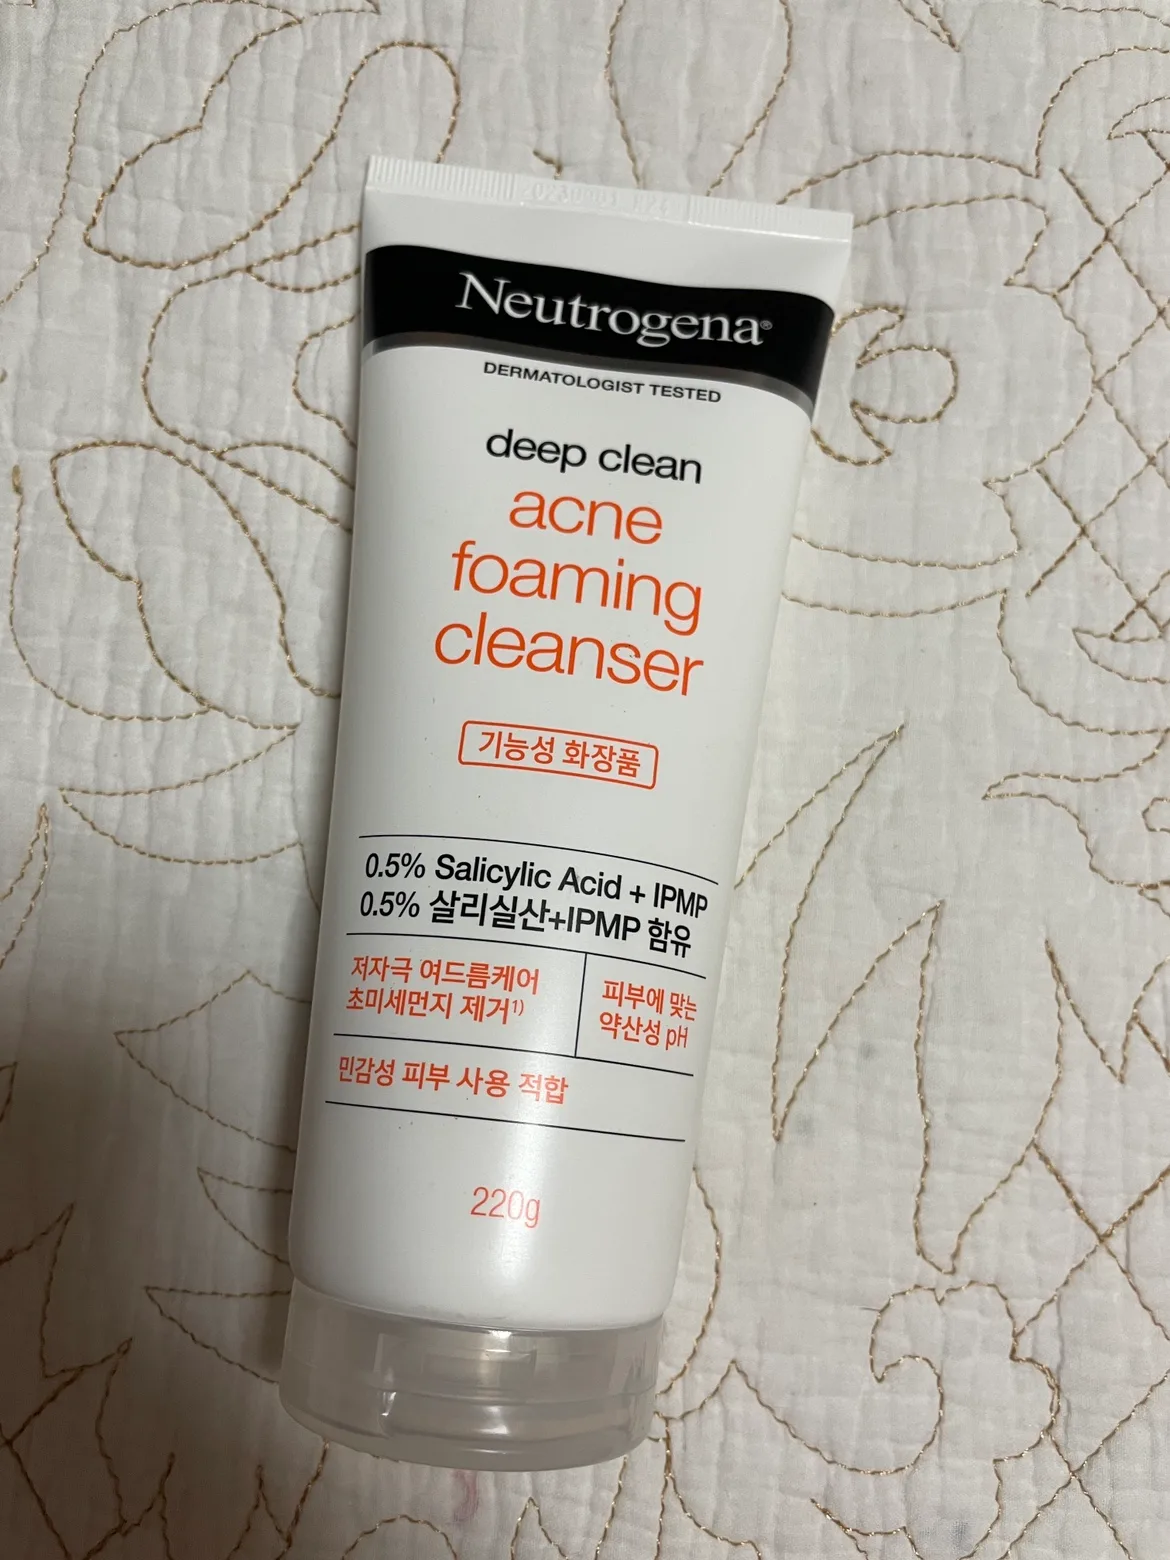 Neutrogena®
DERMATOLOGIST TESTED
deep clean
acne
foaming
cleanser
기능성 화장품
0.5% Salicylic Acid + IPMP
0.5% 살리실산+IPMP 함유
저자극 여드름케어
초미세먼지 제거¹⁾
피부에 맞는
약산성 pH
민감성 피부 사용 적합
220g